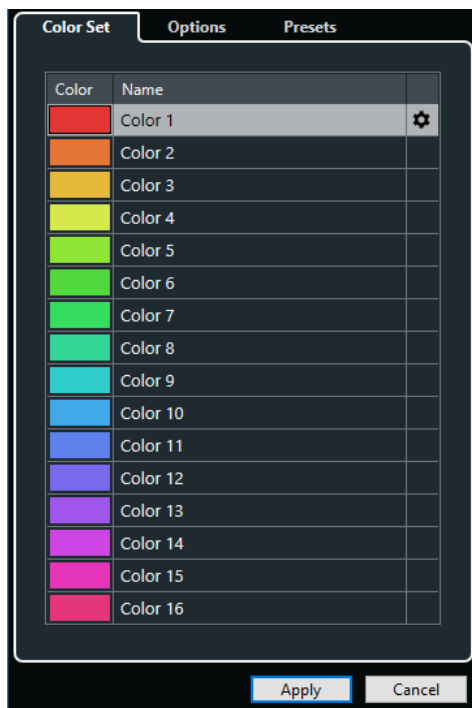 Color Set Options Presets
Color Name
Color 1
Color 2
Color 3
Color 4
Color 5
Color 6
Color 7
Color 8
Color 9
Color 10
Color 11
Color 12
Color 13
Color 14
Color 15
Color 16
Apply Cancel